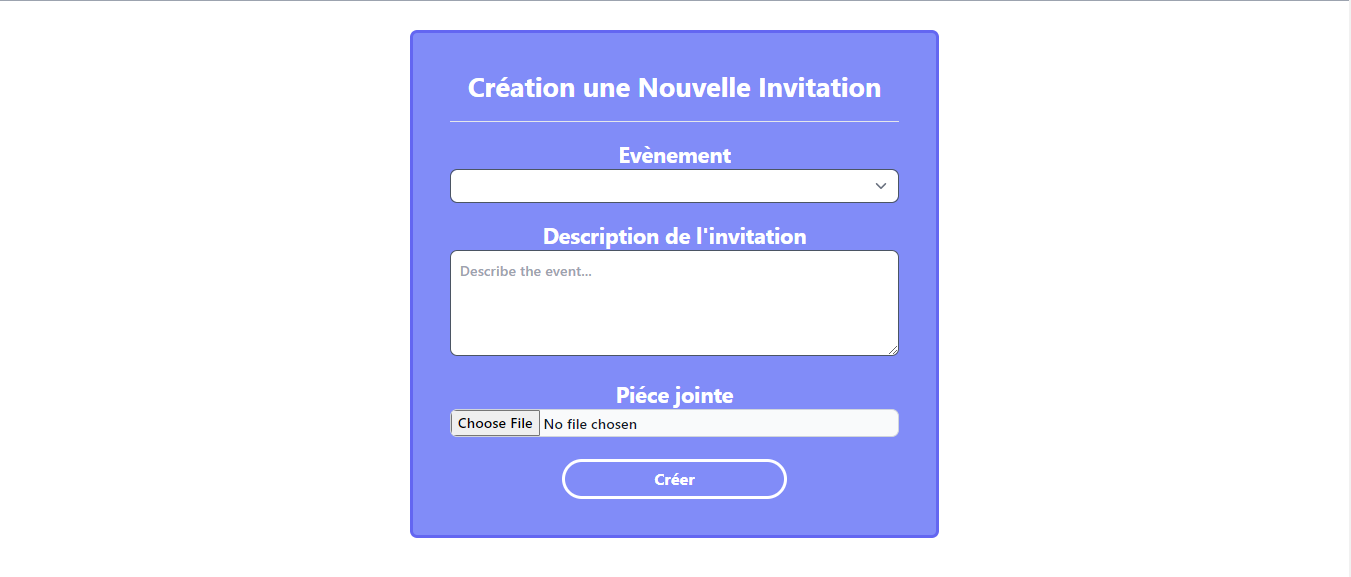 Création une Nouvelle Invitation
Evènement
Description de l'invitation
Describe the event...
Piéce jointe
Choose File No file chosen
Créer